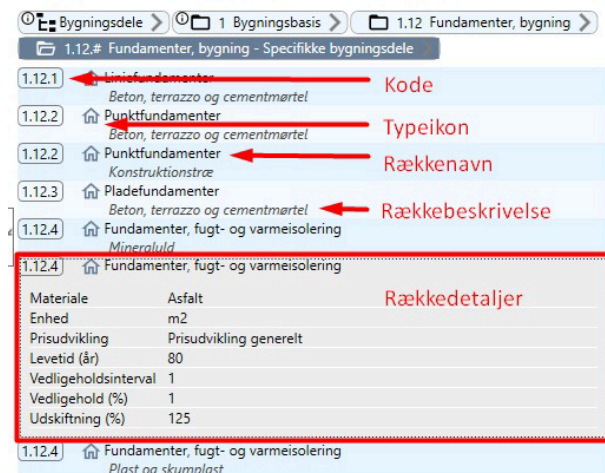 Bygningsdele 1 Bygningsbasis 1.12 Fundamenter, bygning
1.12.# Fundamenter, bygning - Specifikke bygningsdele
1.12.1 Liniefundamenter Kode
Beton, terrazzo og cementmørtel
1.12.2 Punktfundamenter Typeikon
Beton, terrazzo og cementmørtel
1.12.2 Punktfundamenter Rækkenavn
Konstruktionstræ
1.12.3 Pladefundamenter
Beton, terrazzo og cementmørtel Rækkebeskrivelse
1.12.4 Fundamenter, fugt- og varmeisolering
Mineraluld
1.12.4 Fundamenter, fugt- og varmeisolering
Materiale Asfalt Rækkedetaljer
Enhed m2
Prisudvikling Prisudvikling generelt
Levetid (år) 80
Vedligeholdsinterval 1
Vedligehold (%) 1
Udskiftning (%) 125
1.12.4 Fundamenter, fugt- og varmeisolering
Plast og skumplast